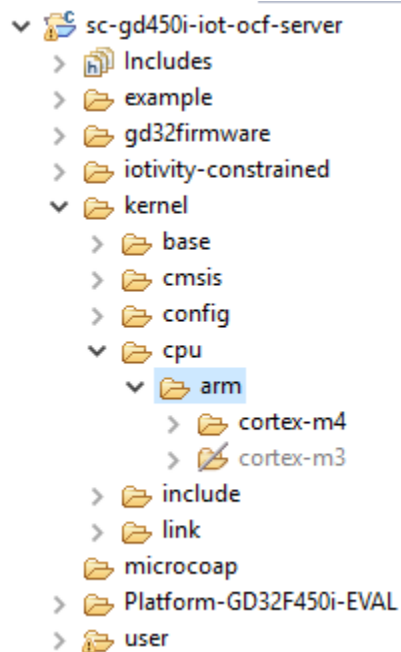 sc-gd450i-iot-ocf-server
Includes
example
gd32firmware
iotivity-constrained
kernel
base
cmsis
config
cpu
arm
cortex-m4
cortex-m3
include
link
microcoap
Platform-GD32F450i-EVAL
user